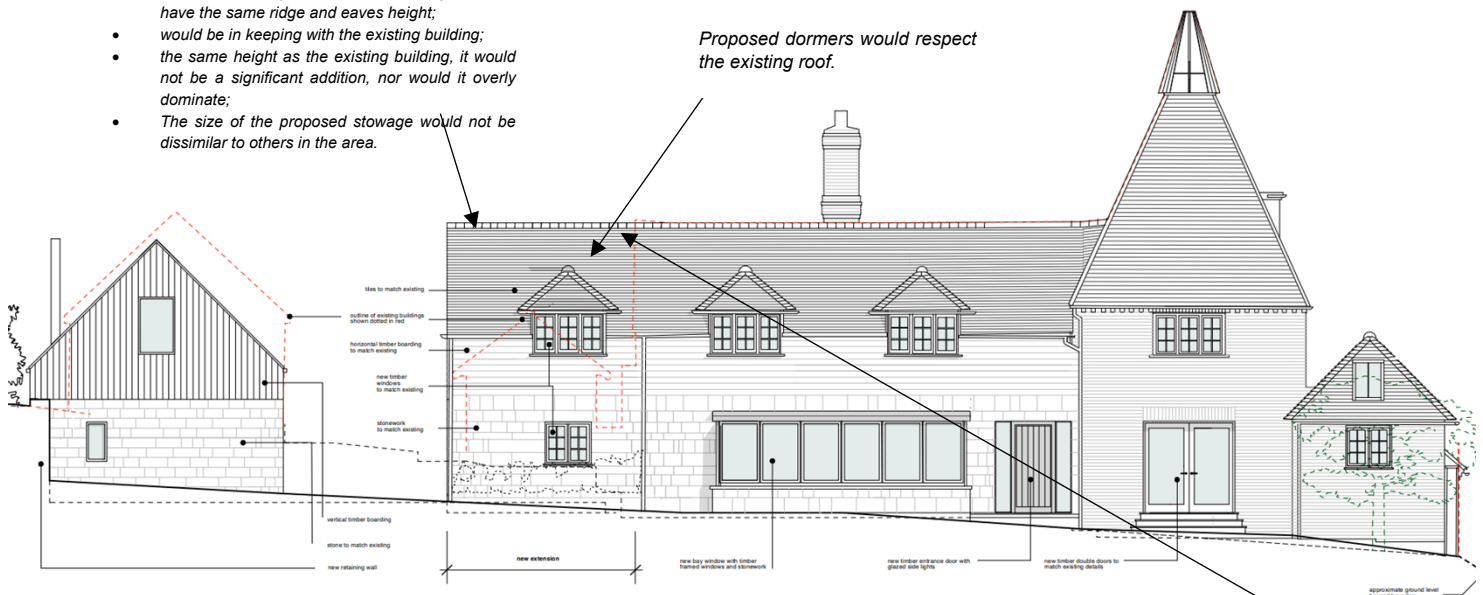 have the same ridge and eaves height;
• would be in keeping with the existing building;
• the same height as the existing building, it would
not be a significant addition, nor would it overly
dominate;
• The size of the proposed stowage would not be
dissimilar to others in the area.
Proposed dormers would respect
the existing roof.
tiles to match existing
outline of existing buildings
shown dotted in red
horizontal timber boarding
to match existing
new timber
windows
to match existing
stonework
to match existing
vertical timber boarding
stone to match existing
new retaining wall
new extension
new bay window with timber
framed windows and stonework
new timber entrance door with
glazed side lights
new timber double doors to
match existing details
approximate ground level